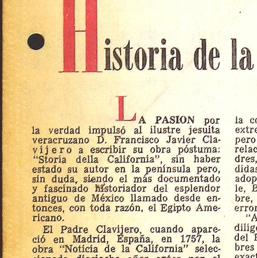 Historia de la
LA PASION por
la verdad impulsó al ilustre jesuita
veracruzano D. Francisco Javier Cla-
vijero a escribir su obra póstuma:
"Storia della California", sin haber
estado su autor en la península pero,
sin duda, siendo el más documentado
y fascinado historiador del esplendor
antiguo de México llamado desde en-
tonces, con toda razón, el Egipto Ame-
ricano.
El Padre Clavijero, cuando apare-
ció en Madrid, España, en 1757, la
obra "Noticia de la California" selec-